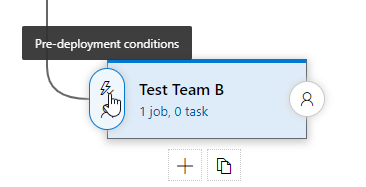 Pre-deployment conditions
Test Team B
1 job, 0 task